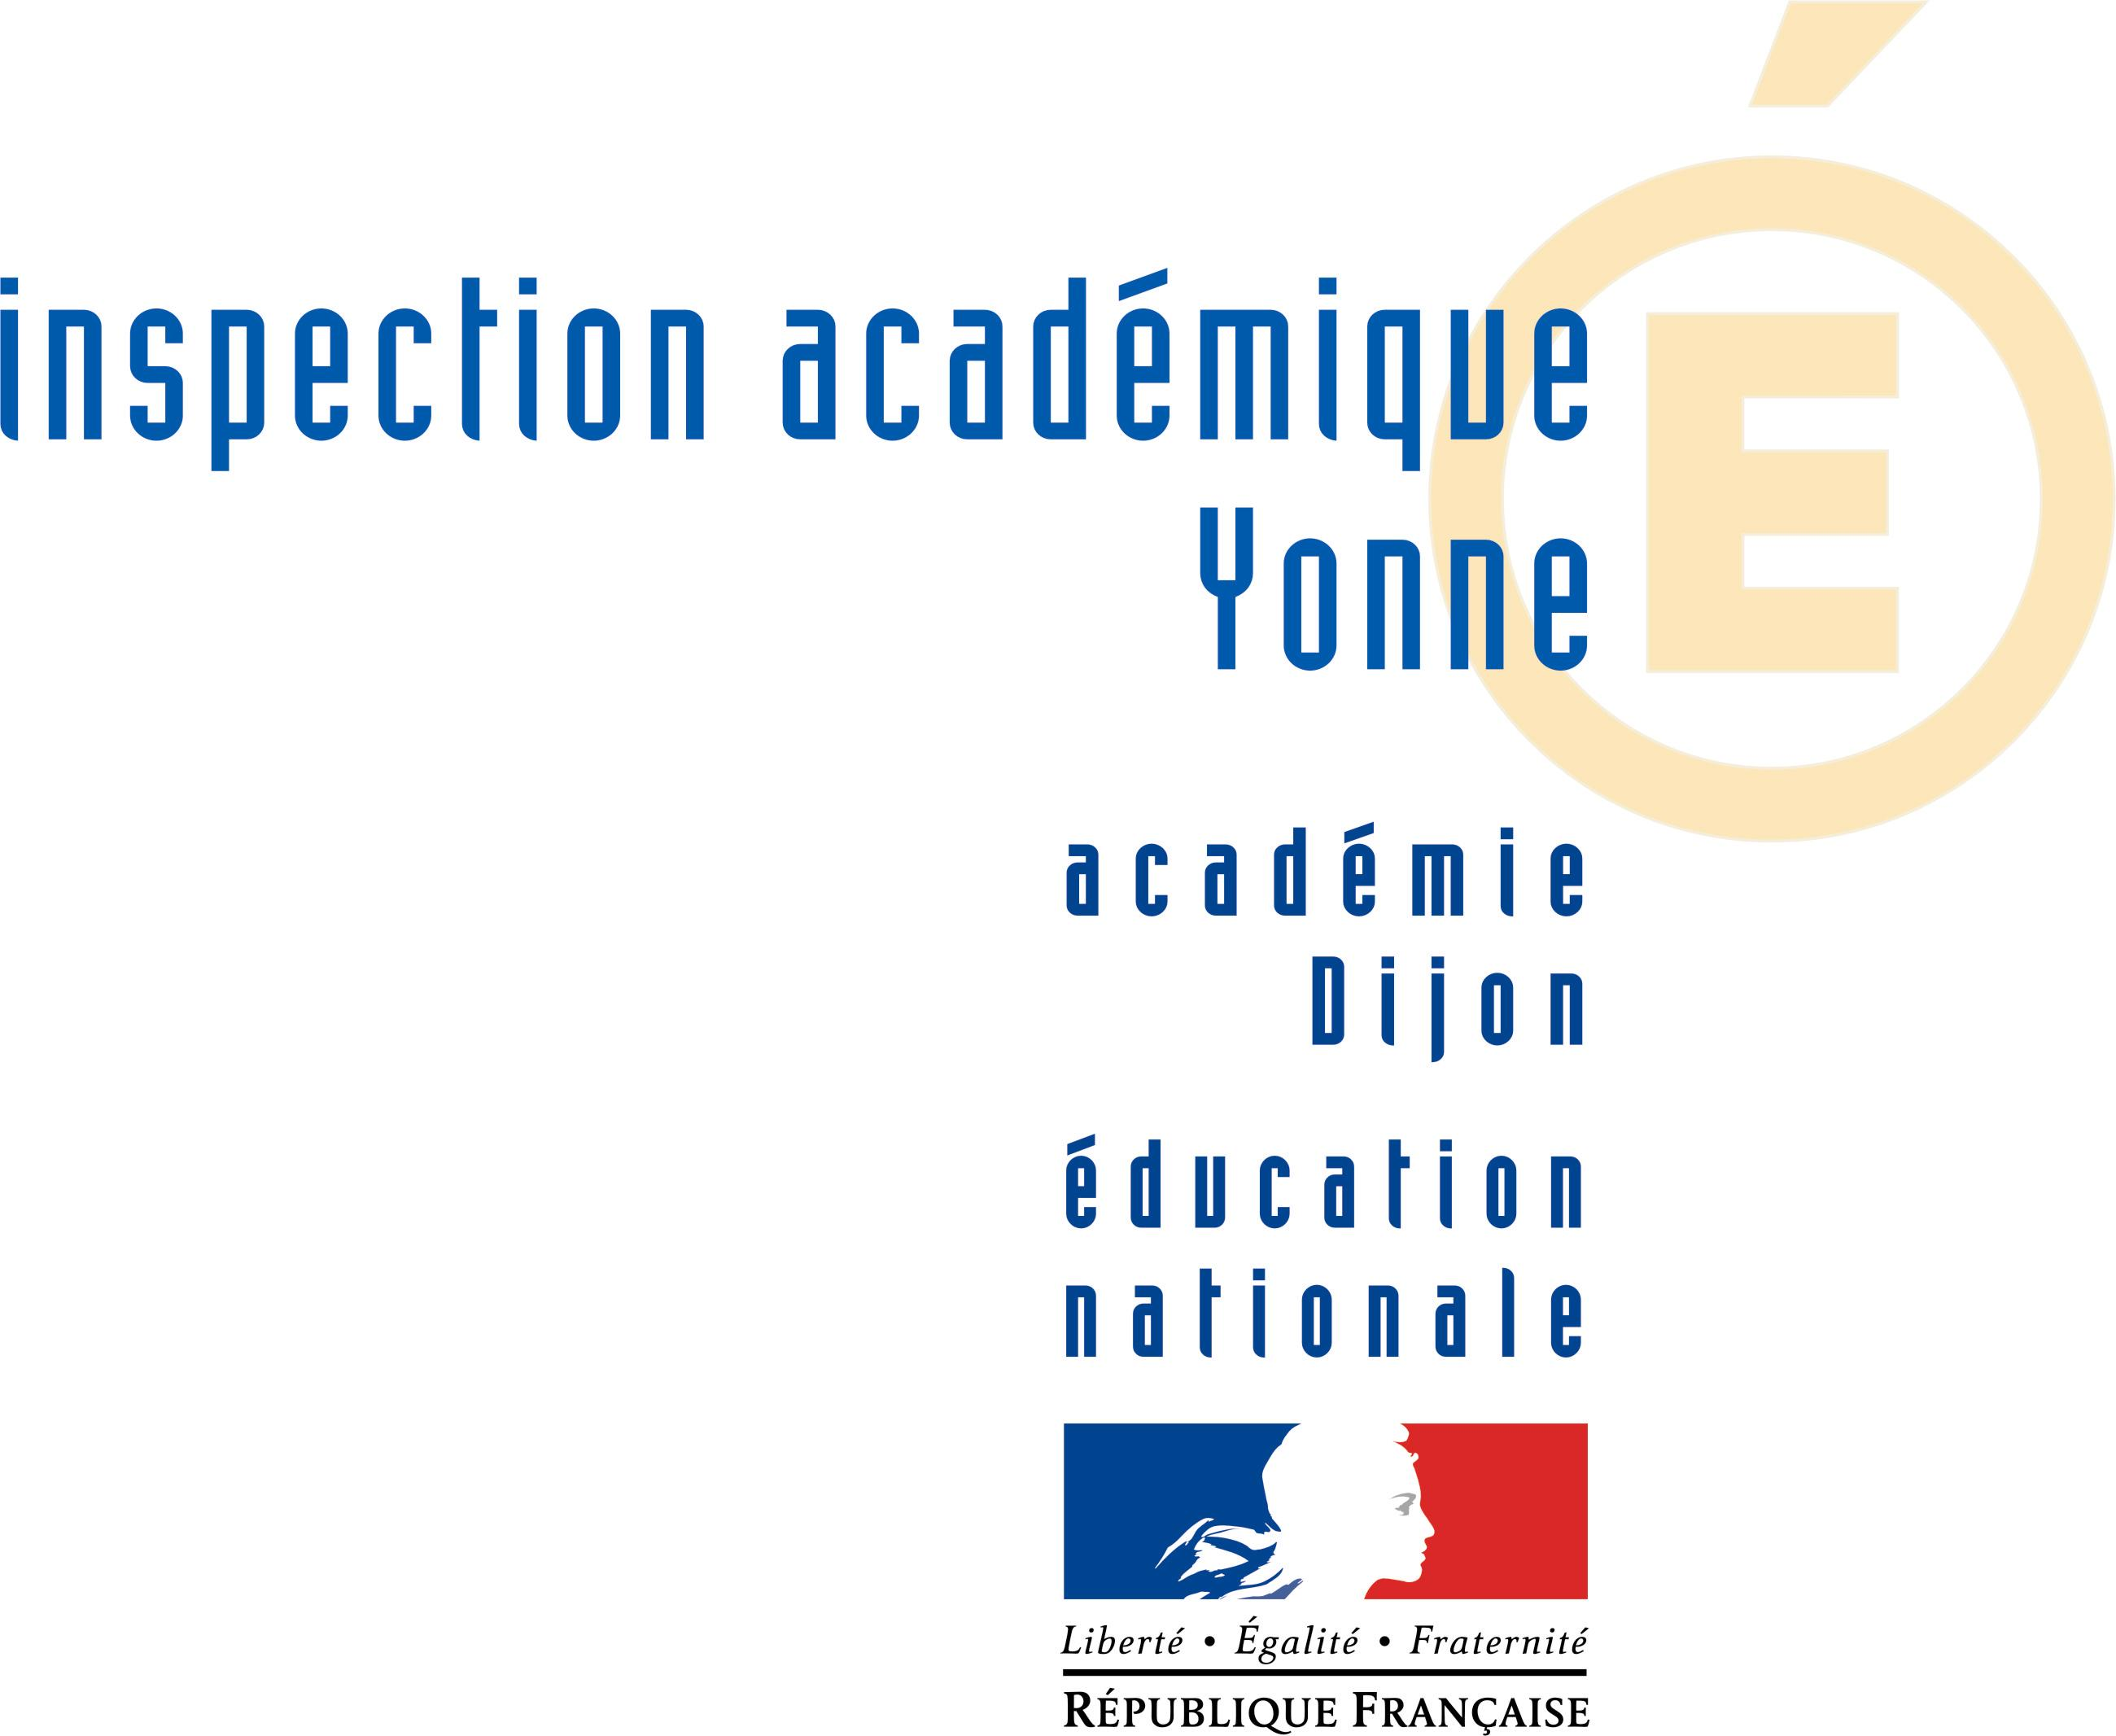 É
inspection académique
Yonne
académie
Dijon
éducation
nationale
Liberté • Égalité • Fraternité
RÉPUBLIQUE FRANÇAISE